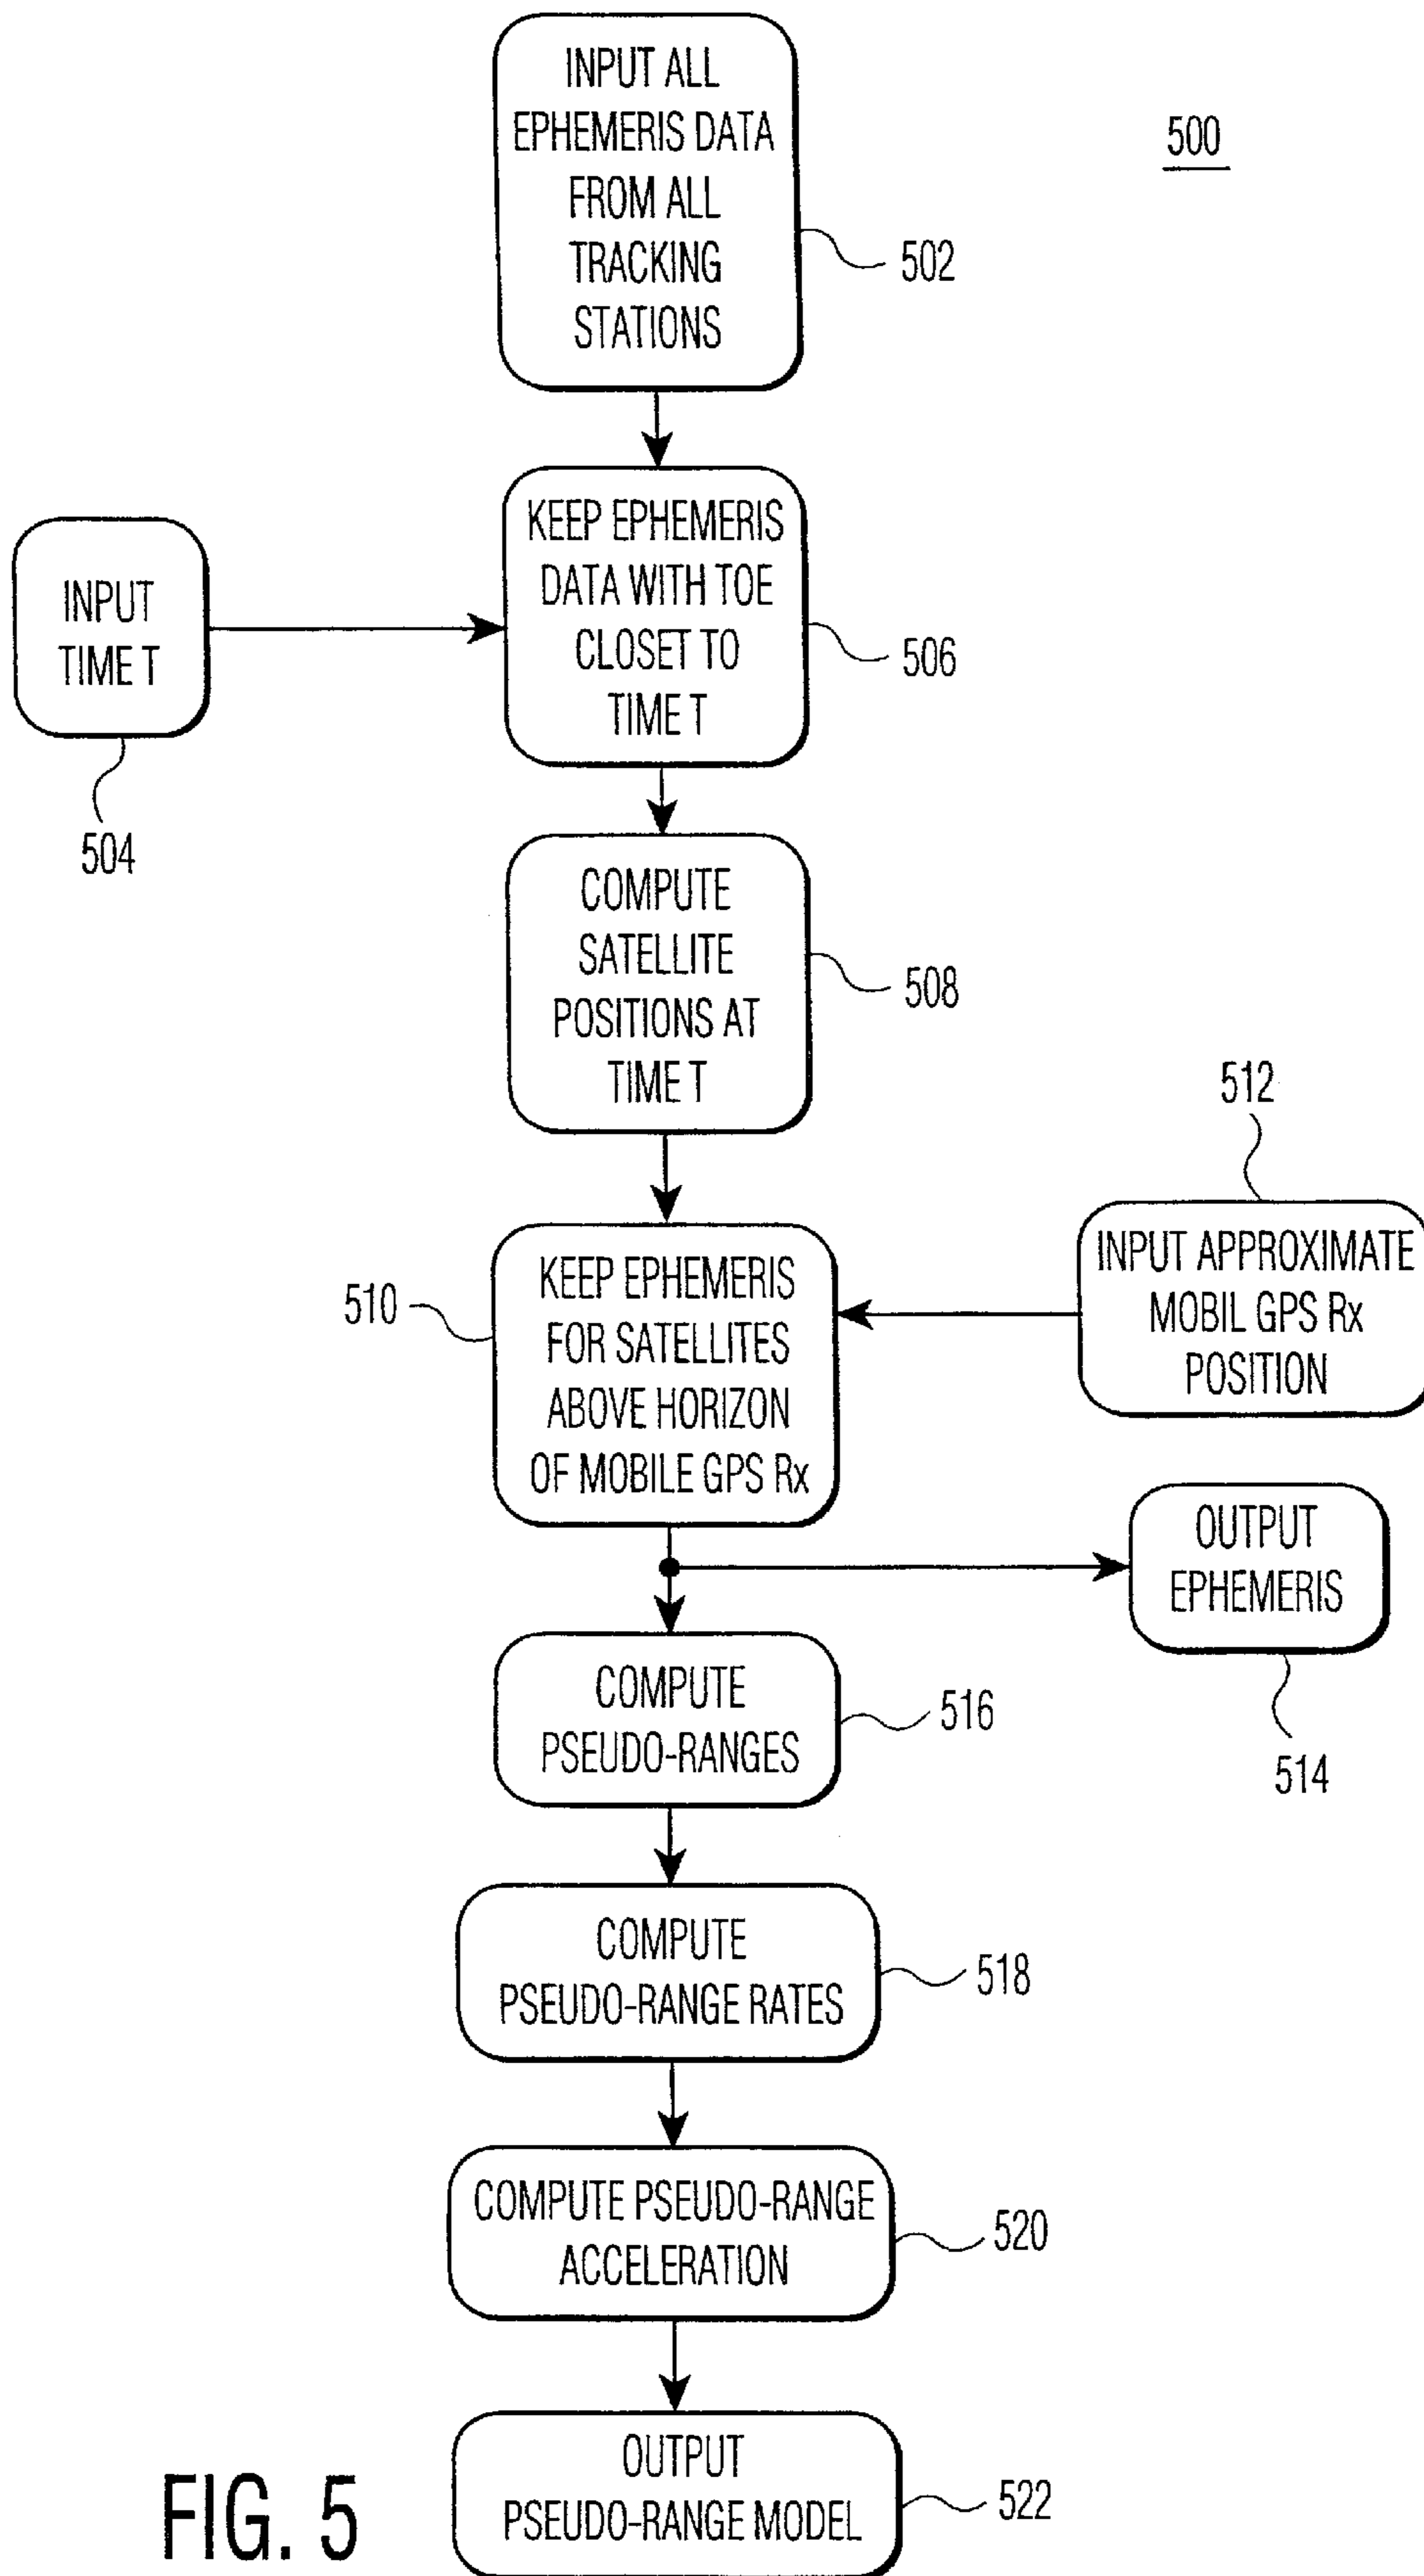 INPUT ALL
EPHEMERIS DATA
FROM ALL
TRACKING
STATIONS
500
502
KEEP EPHEMERIS
DATA WITH TOE
CLOSET TO
TIME T
INPUT
TIME T
506
504
COMPUTE
SATELLITE
POSITIONS AT
TIME T
508
512
KEEP EPHEMERIS
FOR SATELLITES
ABOVE HORIZON
OF MOBILE GPS Rx
510
INPUT APPROXIMATE
MOBIL GPS Rx
POSITION
OUTPUT
EPHEMERIS
514
COMPUTE
PSEUDO-RANGES
516
COMPUTE
PSEUDO-RANGE RATES
518
COMPUTE PSEUDO-RANGE
ACCELERATION
520
OUTPUT
PSEUDO-RANGE MODEL
522
FIG. 5